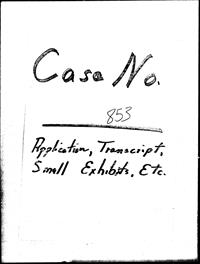 Case No.
853
Application, Transcript,
Small Exhibits, Etc.